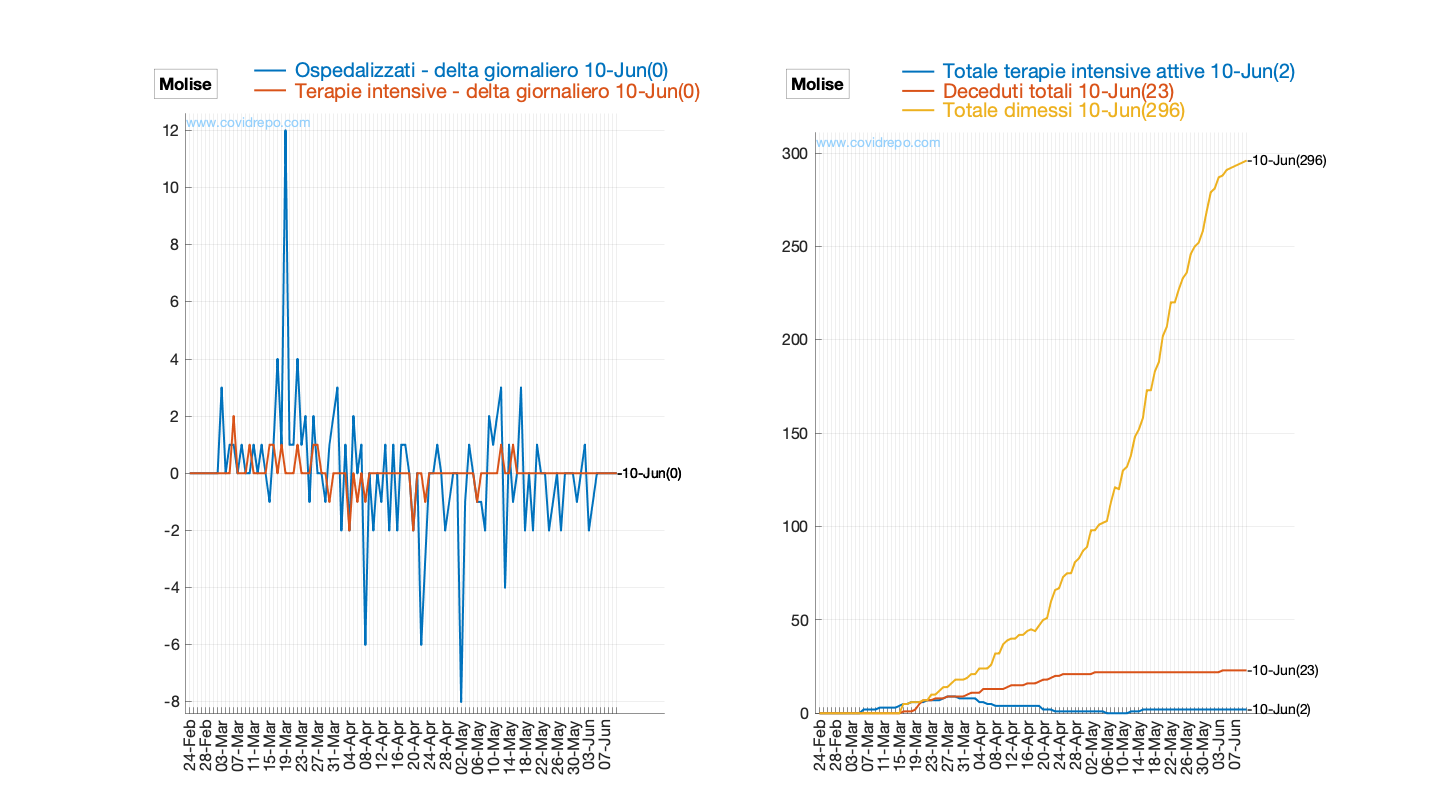 Molise
Ospedalizzati - delta giornaliero 10-Jun(0)
Terapie intensive - delta giornaliero 10-Jun(0)
www.covidrepo.com
12
10
8
6
4
2
0
-2
-4
-6
-8
-10-Jun(0)
24-Feb
28-Feb
03-Mar
07-Mar
11-Mar
15-Mar
19-Mar
23-Mar
27-Mar
31-Mar
04-Apr
08-Apr
12-Apr
16-Apr
20-Apr
24-Apr
28-Apr
02-May
06-May
10-May
14-May
18-May
22-May
26-May
30-May
03-Jun
07-Jun
Molise
Totale terapie intensive attive 10-Jun(2)
Deceduti totali 10-Jun(23)
Totale dimessi 10-Jun(296)
www.covidrepo.com
300
250
200
150
100
50
0
-10-Jun(296)
-10-Jun(23)
-10-Jun(2)
24-Feb
28-Feb
03-Mar
07-Mar
11-Mar
15-Mar
19-Mar
23-Mar
27-Mar
31-Mar
04-Apr
08-Apr
12-Apr
16-Apr
20-Apr
24-Apr
28-Apr
02-May
06-May
10-May
14-May
18-May
22-May
26-May
30-May
03-Jun
07-Jun